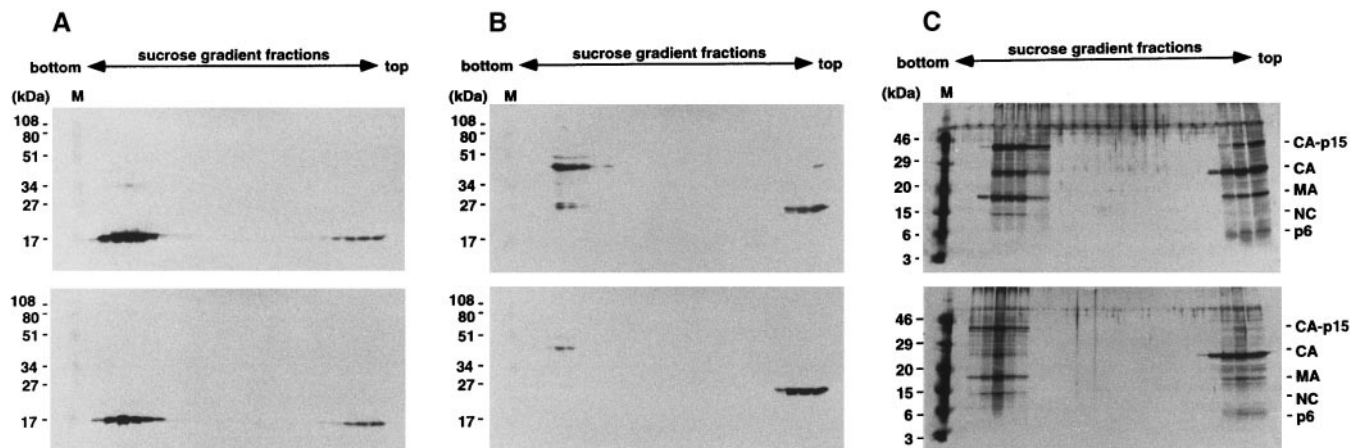 A
sucrose gradient fractions
bottom top
(kDa) M
108 -
80 -
51 -
34 -
27 -
17 -
108 -
80 -
51 -
34 -
27 -
17 -
B
sucrose gradient fractions
bottom top
(kDa) M
108 -
80 -
51 -
34 -
27 -
17 -
108 -
80 -
51 -
34 -
27 -
17 -
C
sucrose gradient fractions
bottom top
(kDa) M
46 -
29 -
20 -
15 -
6 -
3 -
- CA-p15
- CA
- MA
- NC
- p6
46 -
29 -
20 -
15 -
6 -
3 -
- CA-p15
- CA
- MA
- NC
- p6